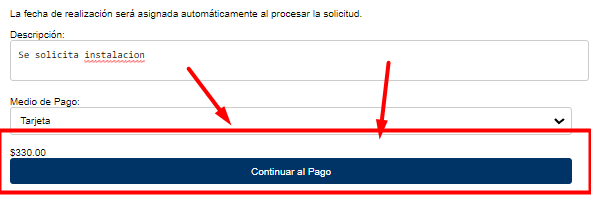 La fecha de realización será asignada automáticamente al procesar la solicitud.
Descripción:
Se solicita instalacion
Medio de Pago:
Tarjeta
$330.00
Continuar al Pago